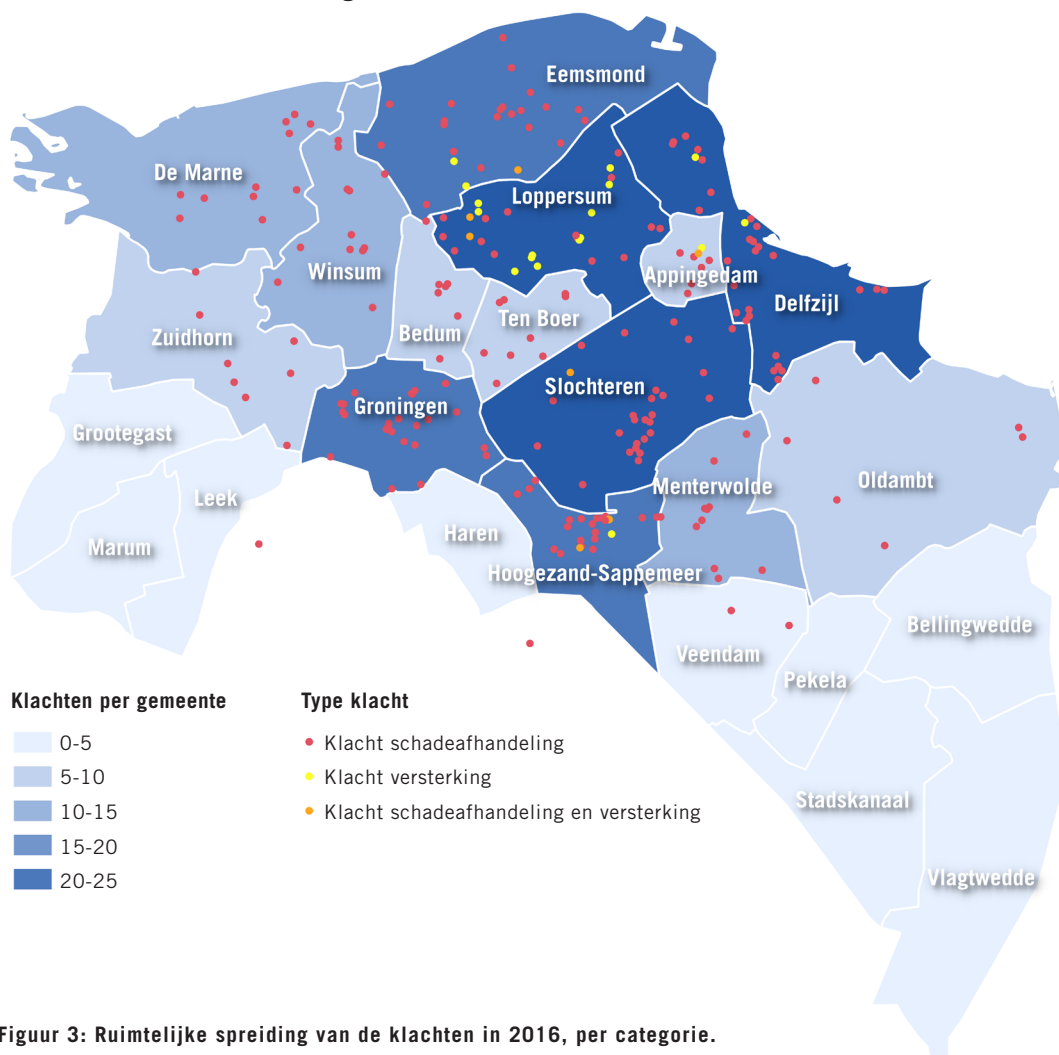 Eemsmond
De Marne
Loppersum
Winsum
Appingedam
Delfzijl
Ten Boer
Bedum
Zuidhorn
Slochteren
Groningen
Grootegast
Oldambt
Menterwolde
Leek
Haren
Marum
Hoogezand-Sappemeer
Bellingwedde
Veendam
Pekela
Stadskanaal
Vlagtwedde
Klachten per gemeente
0-5
5-10
10-15
15-20
20-25
Type klacht
Klacht schadeafhandeling
Klacht versterking
Klacht schadeafhandeling en versterking
Figuur 3: Ruimtelijke spreiding van de klachten in 2016, per categorie.